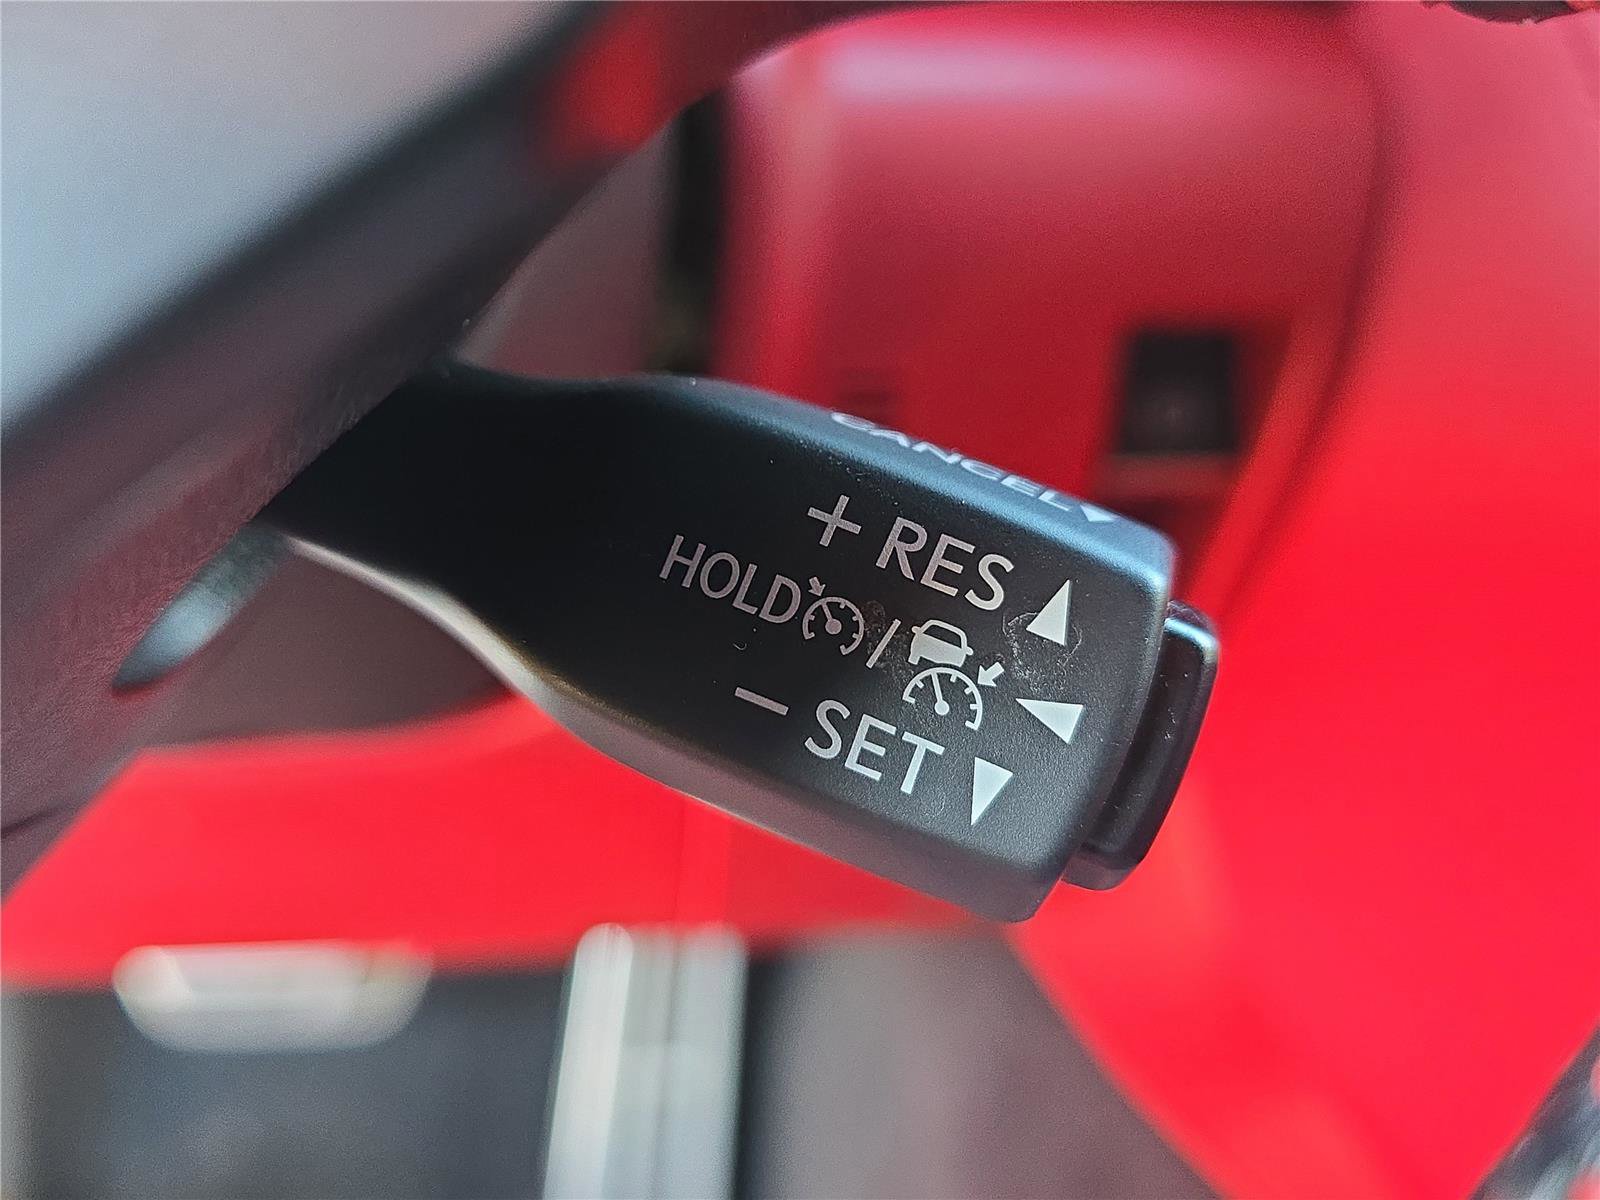 CANCEL▼
+ RES▲
HOLD / ◀
− SET▼